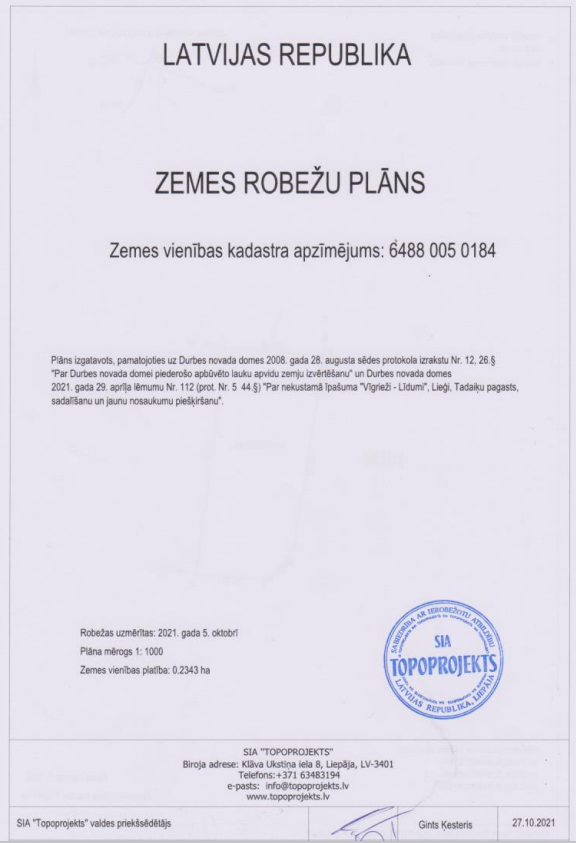 LATVIJAS REPUBLIKA
ZEMES ROBEŽU PLĀNS
Zemes vienības kadastra apzīmējums: 6488 005 0184
Plāns izgatavots, pamatojoties uz Durbes novada domes 2008. gada 28. augusta sēdes protokola izrakstu Nr. 12, 26.§
"Par Durbes novada domei piederošo apbūvēto lauku apvidu zemju izvērtēšanu" un Durbes novada domes
2021. gada 29. aprīļa lēmumu Nr. 112 (prot. Nr. 5 44.§) "Par nekustamā īpašuma "Vīgrieži - Līdumi", Lieģi, Tadaiķu pagasts,
sadalīšanu un jaunu nosaukumu piešķiršanu".
Robežas uzmērītas: 2021. gada 5. oktobrī
Plāna mērogs 1: 1000
Zemes vienības platība: 0.2343 ha
SABIEDRĪBA AR IEROBEŽOTU ATBILDĪBU
SIA
TOPOPROJEKTS
LATVIJAS REPUBLIKA, LIEPĀJA
SIA "TOPOPROJEKTS"
Biroja adrese: Klāva Ukstiņa iela 8, Liepāja, LV-3401
Telefons:+371 63483194
e-pasts: info@topoprojekts.lv
www.topoprojekts.lv
SIA "Topoprojekts" valdes priekšsēdētājs
Gints Ķesteris
27.10.2021